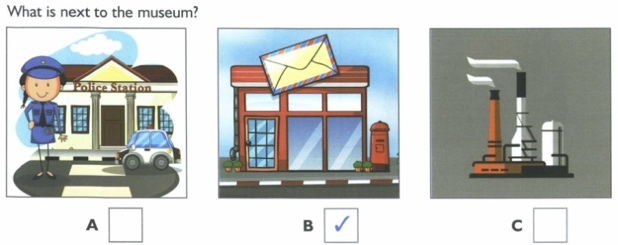 What is next to the museum?
Police Station
A
B ✓
C